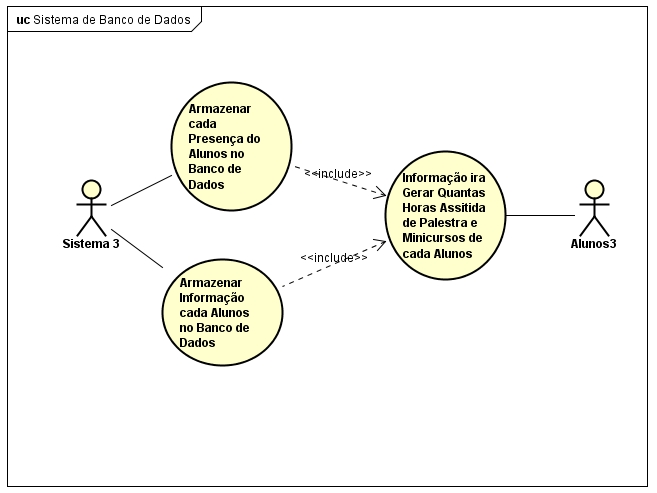 uc Sistema de Banco de Dados
Armazenar
cada
Presença do
Alunos no
Banco de
Dados
<<include>>
Informação ira
Gerar Quantas
Horas Assitida
de Palestra e
Minicursos de
cada Alunos
Sistema 3
Alunos3
<<include>>
Armazenar
Informação
cada Alunos
no Banco de
Dados